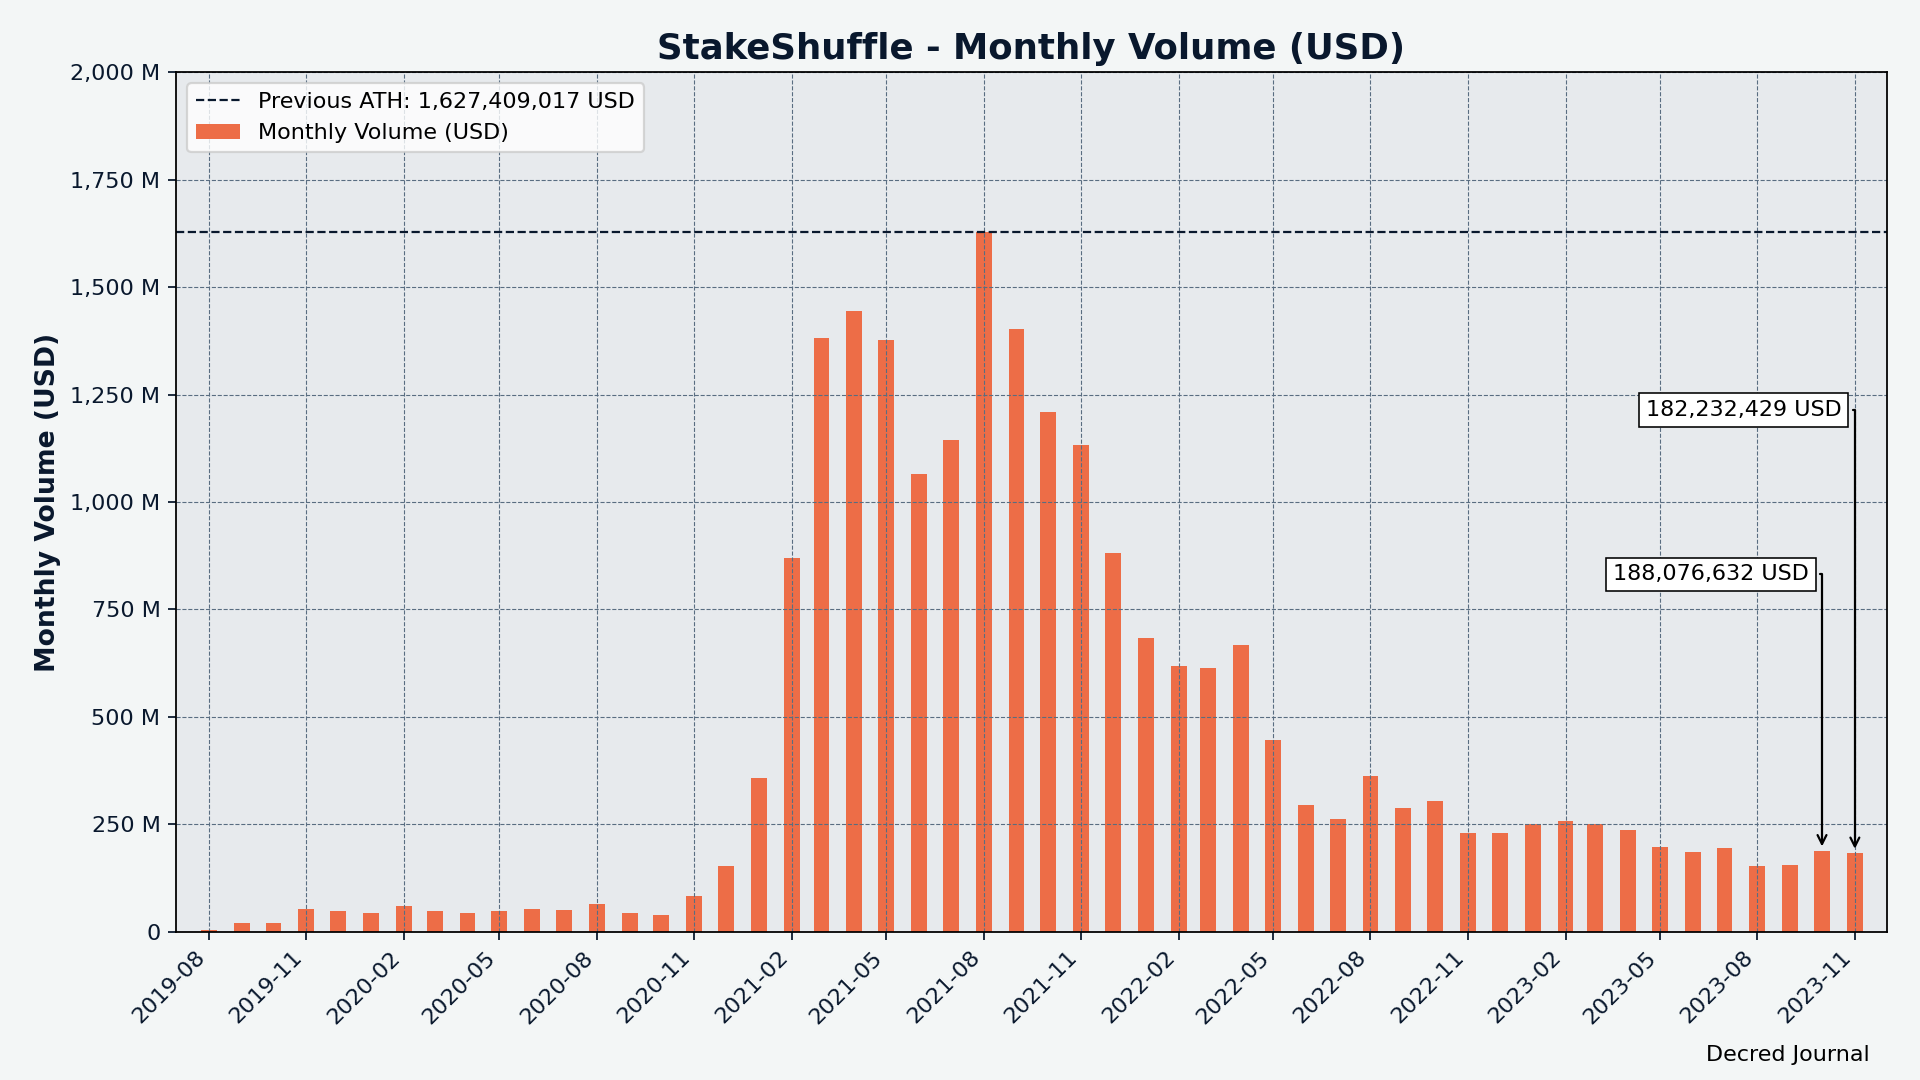 StakeShuffle - Monthly Volume (USD)
Previous ATH: 1,627,409,017 USD
Monthly Volume (USD)
Monthly Volume (USD)
2,000 M
1,750 M
1,500 M
1,250 M
1,000 M
750 M
500 M
250 M
0
182,232,429 USD
188,076,632 USD
2019-08
2019-11
2020-02
2020-05
2020-08
2020-11
2021-02
2021-05
2021-08
2021-11
2022-02
2022-05
2022-08
2022-11
2023-02
2023-05
2023-08
2023-11
Decred Journal